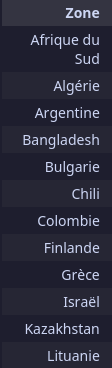 Zone
Afrique du
Sud
Algérie
Argentine
Bangladesh
Bulgarie
Chili
Colombie
Finlande
Grèce
Israël
Kazakhstan
Lituanie